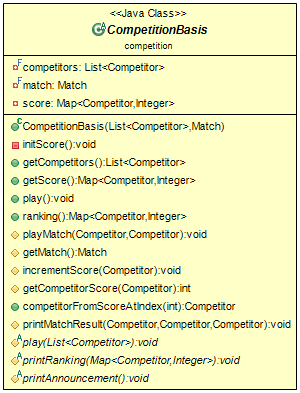 <<Java Class>>
CompetitionBasis
competition
competitors: List<Competitor>
match: Match
score: Map<Competitor,Integer>
CompetitionBasis(List<Competitor>,Match)
initScore():void
getCompetitors():List<Competitor>
getScore():Map<Competitor,Integer>
play():void
ranking():Map<Competitor,Integer>
playMatch(Competitor,Competitor):void
getMatch():Match
incrementScore(Competitor):void
getCompetitorScore(Competitor):int
competitorFromScoreAtIndex(int):Competitor
printMatchResult(Competitor,Competitor,Competitor):void
play(List<Competitor>):void
printRanking(Map<Competitor,Integer>):void
printAnnouncement():void